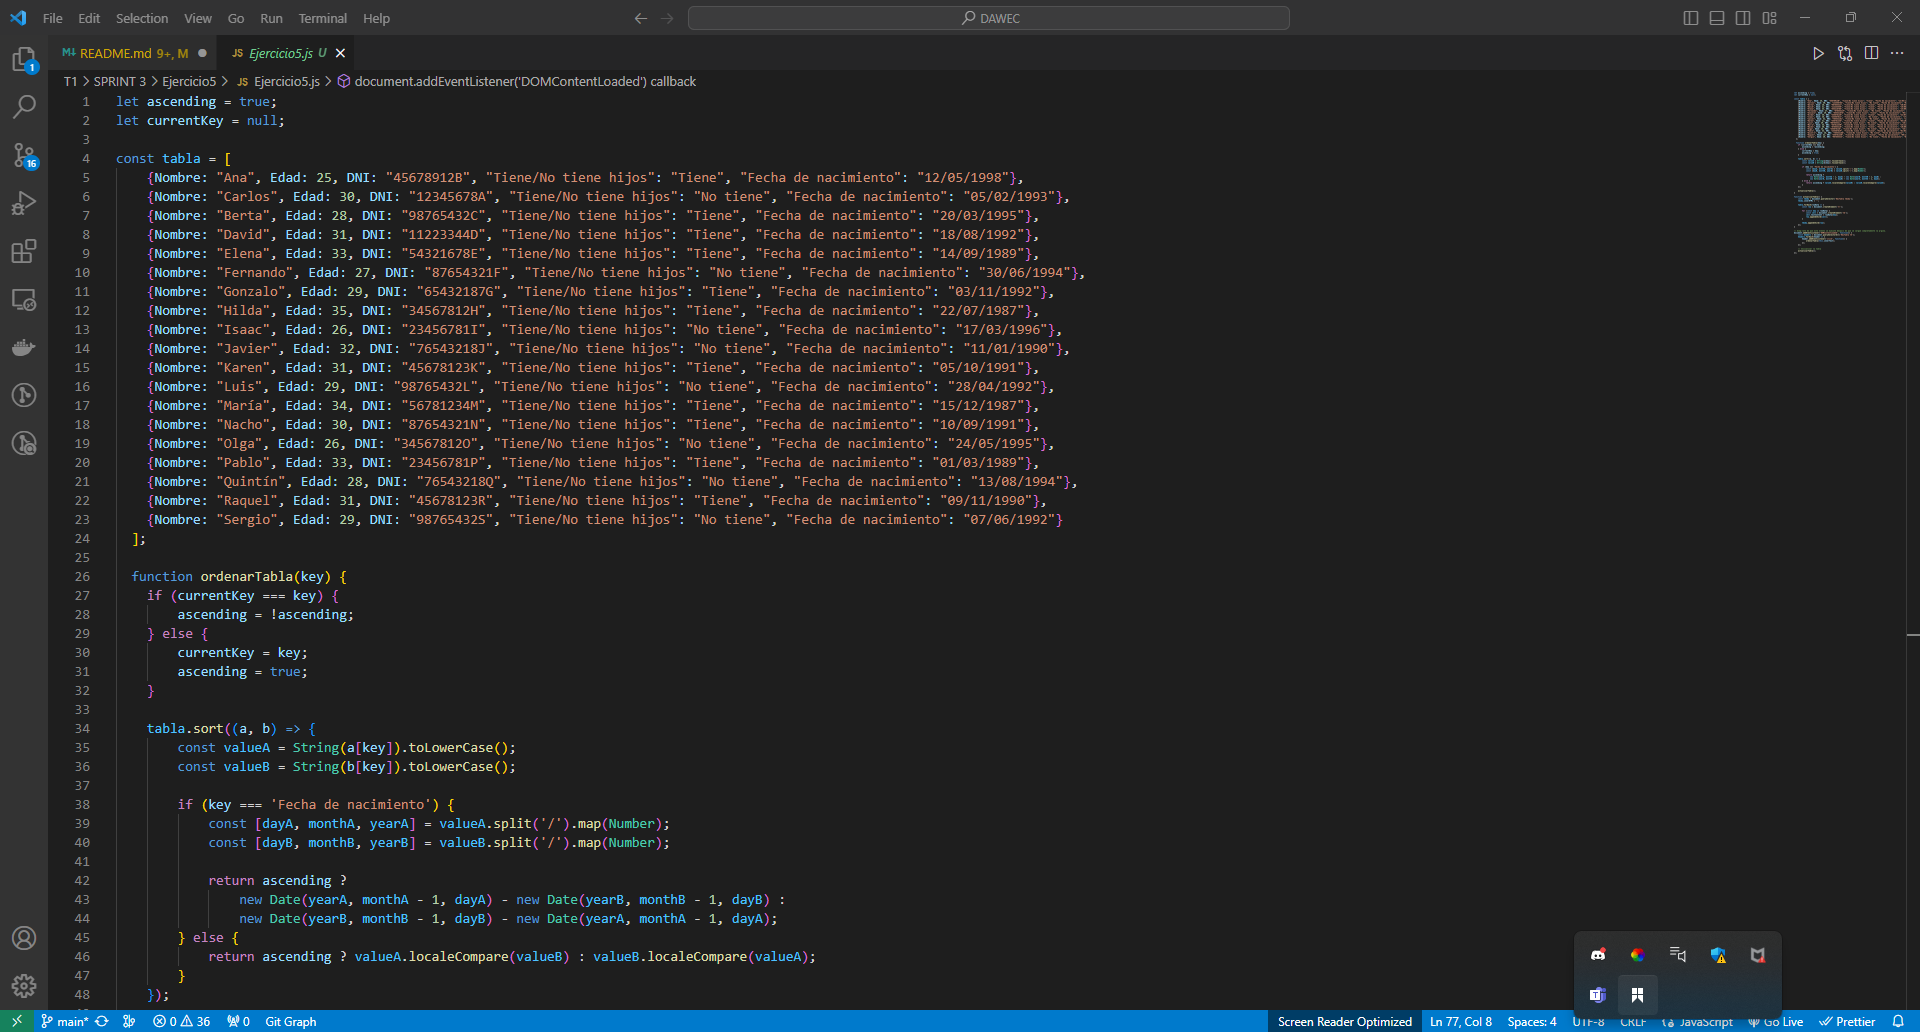 File Edit Selection View Go Run Terminal Help
DAWEC
README.md 9+, M
JS Ejercicio5.js U
T1 > SPRINT 3 > Ejercicio5 > JS Ejercicio5.js > document.addEventListener('DOMContentLoaded') callback
1 let ascending = true;
2 let currentKey = null;
3
4 const tabla = [
5 {Nombre: "Ana", Edad: 25, DNI: "45678912B", "Tiene/No tiene hijos": "Tiene", "Fecha de nacimiento": "12/05/1998"},
6 {Nombre: "Carlos", Edad: 30, DNI: "12345678A", "Tiene/No tiene hijos": "No tiene", "Fecha de nacimiento": "05/02/1993"},
7 {Nombre: "Berta", Edad: 28, DNI: "98765432C", "Tiene/No tiene hijos": "Tiene", "Fecha de nacimiento": "20/03/1995"},
8 {Nombre: "David", Edad: 31, DNI: "11223344D", "Tiene/No tiene hijos": "Tiene", "Fecha de nacimiento": "18/08/1992"},
9 {Nombre: "Elena", Edad: 33, DNI: "54321678E", "Tiene/No tiene hijos": "Tiene", "Fecha de nacimiento": "14/09/1989"},
10 {Nombre: "Fernando", Edad: 27, DNI: "87654321F", "Tiene/No tiene hijos": "No tiene", "Fecha de nacimiento": "30/06/1994"},
11 {Nombre: "Gonzalo", Edad: 29, DNI: "65432187G", "Tiene/No tiene hijos": "Tiene", "Fecha de nacimiento": "03/11/1992"},
12 {Nombre: "Hilda", Edad: 35, DNI: "34567812H", "Tiene/No tiene hijos": "Tiene", "Fecha de nacimiento": "22/07/1987"},
13 {Nombre: "Isaac", Edad: 26, DNI: "23456781I", "Tiene/No tiene hijos": "No tiene", "Fecha de nacimiento": "17/03/1996"},
14 {Nombre: "Javier", Edad: 32, DNI: "76543218J", "Tiene/No tiene hijos": "No tiene", "Fecha de nacimiento": "11/01/1990"},
15 {Nombre: "Karen", Edad: 31, DNI: "45678123K", "Tiene/No tiene hijos": "Tiene", "Fecha de nacimiento": "05/10/1991"},
16 {Nombre: "Luis", Edad: 29, DNI: "98765432L", "Tiene/No tiene hijos": "No tiene", "Fecha de nacimiento": "28/04/1992"},
17 {Nombre: "María", Edad: 34, DNI: "56781234M", "Tiene/No tiene hijos": "Tiene", "Fecha de nacimiento": "15/12/1987"},
18 {Nombre: "Nacho", Edad: 30, DNI: "87654321N", "Tiene/No tiene hijos": "Tiene", "Fecha de nacimiento": "10/09/1991"},
19 {Nombre: "Olga", Edad: 26, DNI: "34567812O", "Tiene/No tiene hijos": "No tiene", "Fecha de nacimiento": "24/05/1995"},
20 {Nombre: "Pablo", Edad: 33, DNI: "23456781P", "Tiene/No tiene hijos": "Tiene", "Fecha de nacimiento": "01/03/1989"},
21 {Nombre: "Quintín", Edad: 28, DNI: "76543218Q", "Tiene/No tiene hijos": "No tiene", "Fecha de nacimiento": "13/08/1994"},
22 {Nombre: "Raquel", Edad: 31, DNI: "45678123R", "Tiene/No tiene hijos": "Tiene", "Fecha de nacimiento": "09/11/1990"},
23 {Nombre: "Sergio", Edad: 29, DNI: "98765432S", "Tiene/No tiene hijos": "No tiene", "Fecha de nacimiento": "07/06/1992"}
24 ];
25
26 function ordenarTabla(key) {
27 if (currentKey === key) {
28 ascending = !ascending;
29 } else {
30 currentKey = key;
31 ascending = true;
32 }
33
34 tabla.sort((a, b) => {
35 const valueA = String(a[key]).toLowerCase();
36 const valueB = String(b[key]).toLowerCase();
37
38 if (key === 'Fecha de nacimiento') {
39 const [dayA, monthA, yearA] = valueA.split('/').map(Number);
40 const [dayB, monthB, yearB] = valueB.split('/').map(Number);
41
42 return ascending ?
43 new Date(yearA, monthA - 1, dayA) - new Date(yearB, monthB - 1, dayB) :
44 new Date(yearB, monthB - 1, dayB) - new Date(yearA, monthA - 1, dayA);
45 } else {
46 return ascending ? valueA.localeCompare(valueB) : valueB.localeCompare(valueA);
47 }
48 });
1
16
main* 0 36 0 Git Graph Screen Reader Optimized Ln 77, Col 8 Spaces: 4 UTF-8 CRLF JavaScript Go Live Prettier